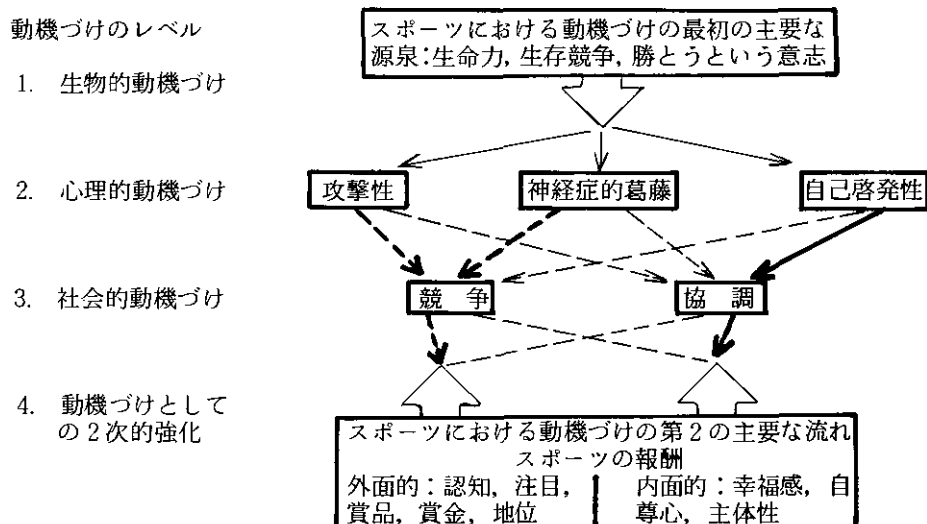 動機づけのレベル
スポーツにおける動機づけの最初の主要な
源泉:生命力, 生存競争, 勝とうという意志
1. 生物的動機づけ
2. 心理的動機づけ
攻撃性
神経症的葛藤
自己啓発性
3. 社会的動機づけ
競 争
協 調
4. 動機づけとして
の2次的強化
スポーツにおける動機づけの第2の主要な流れ
スポーツの報酬
外面的:認知, 注目,
賞品, 賞金, 地位
内面的:幸福感, 自
尊心, 主体性